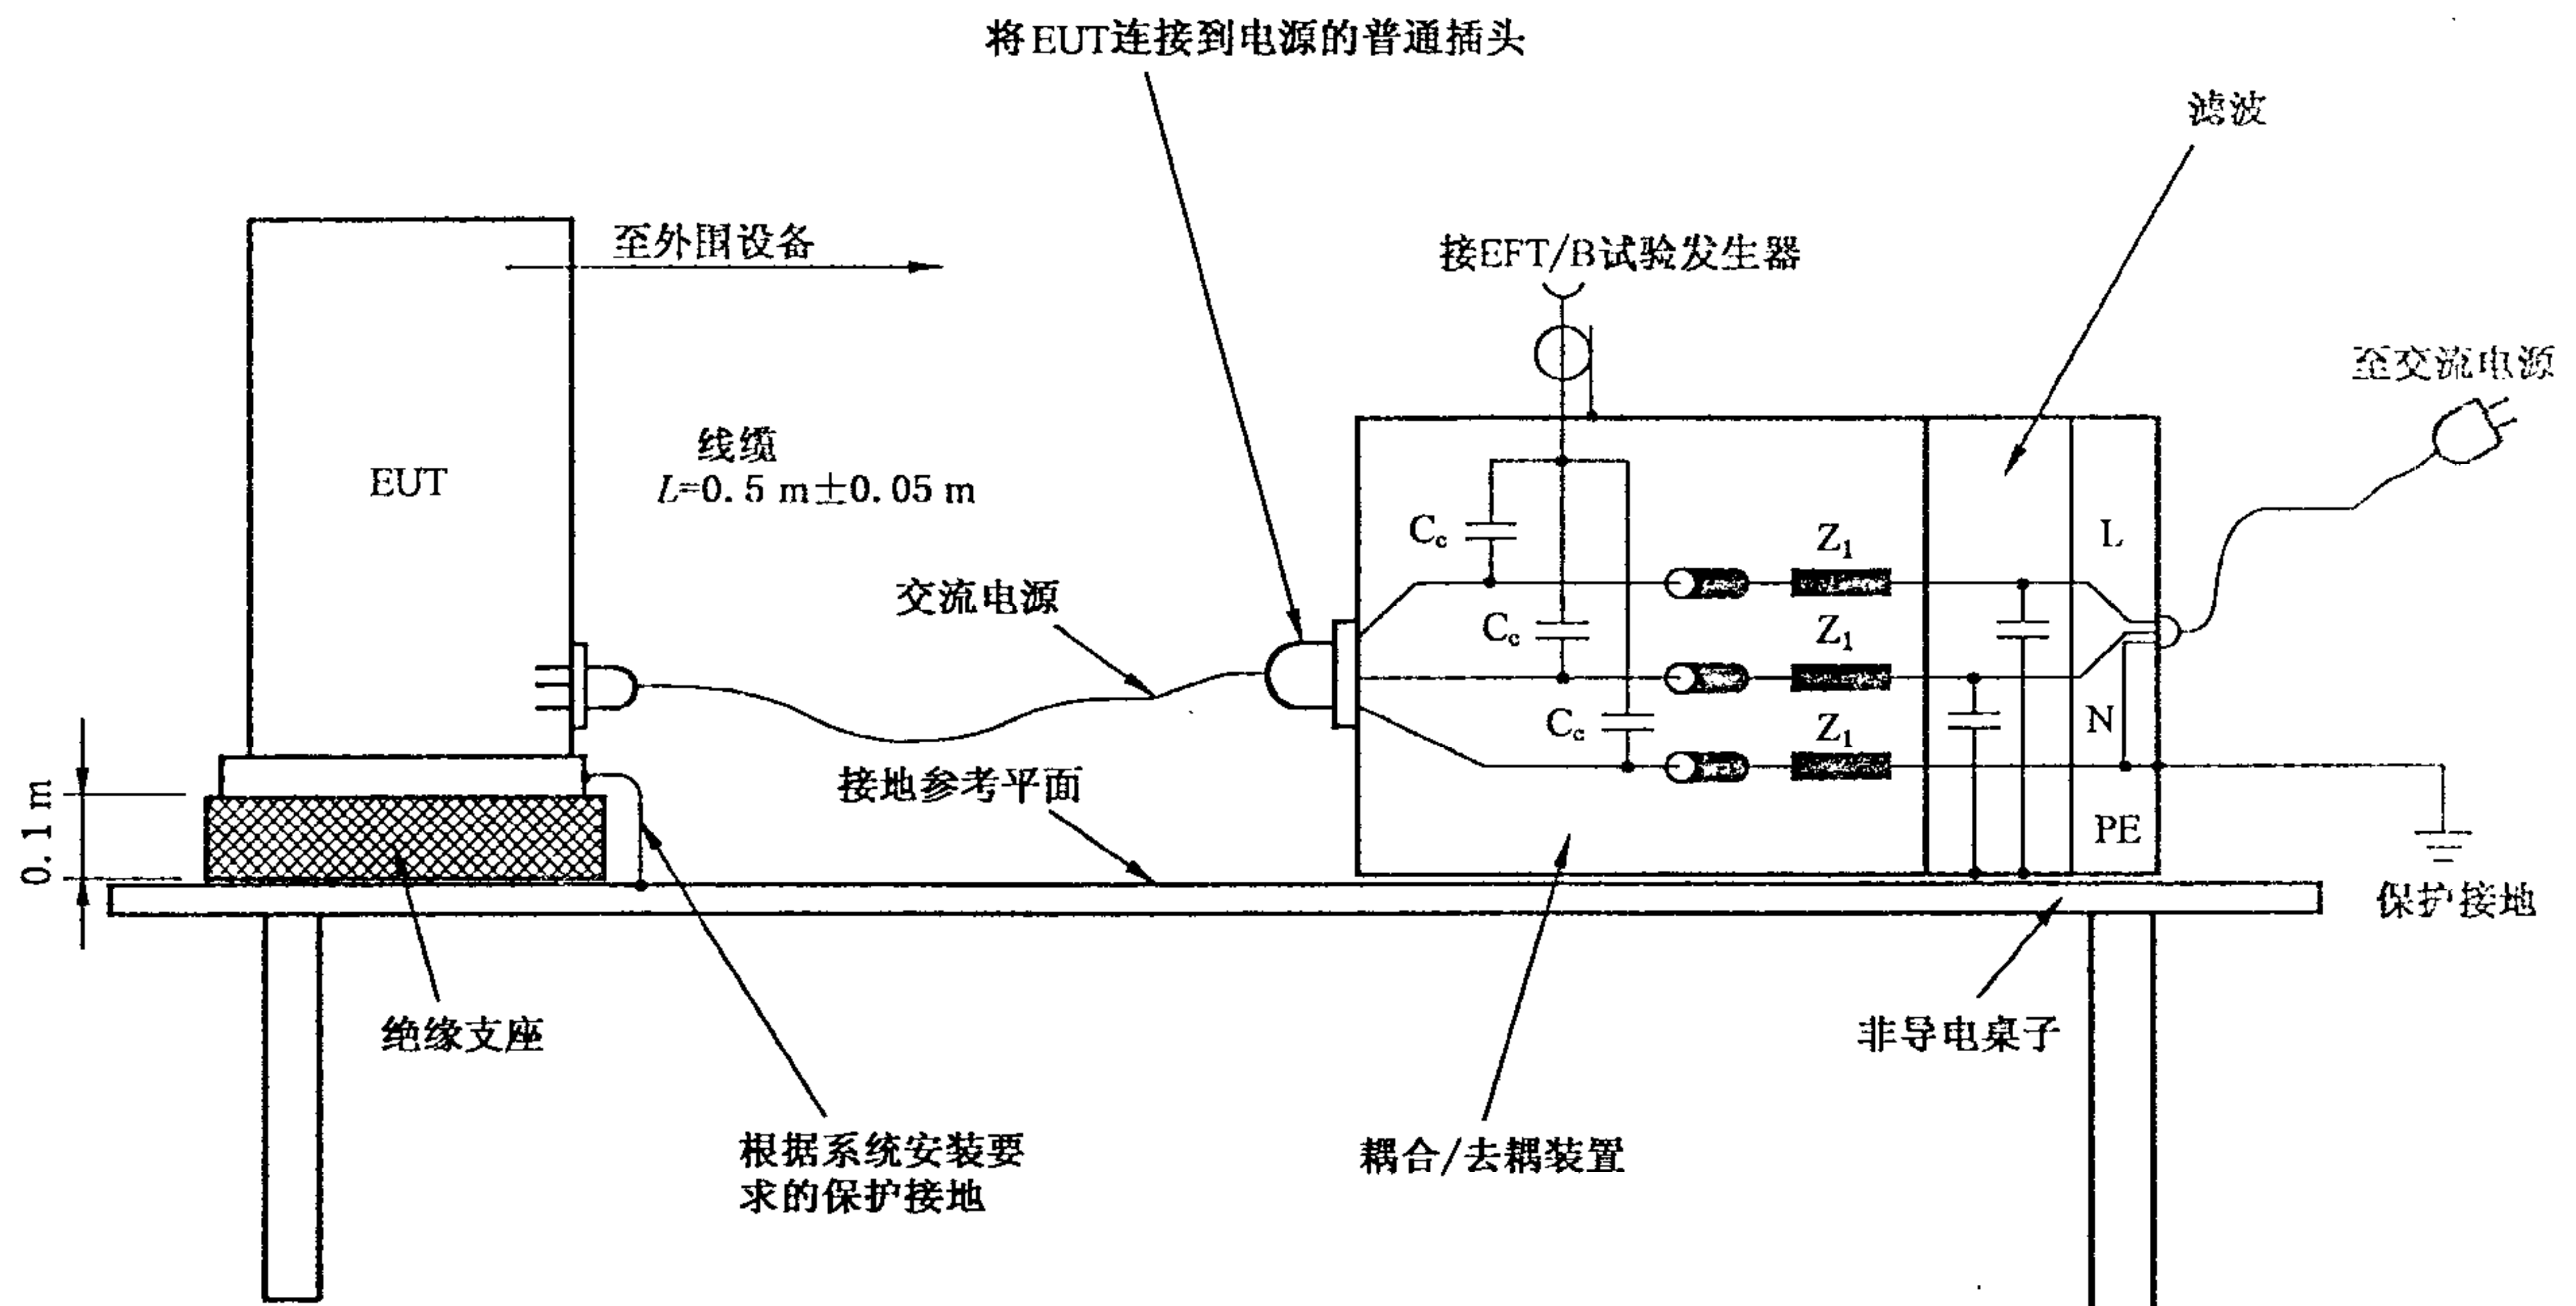 将EUT连接到电源的普通插头
滤波
至外围设备
接EFT/B试验发生器
至交流电源
线缆
L=0.5 m±0.05 m
EUT
Cc
Z1
L
交流电源
Cc
Z1
Cc
Z1
N
接地参考平面
0.1 m
PE
保护接地
绝缘支座
非导电桌子
根据系统安装要
求的保护接地
耦合/去耦装置